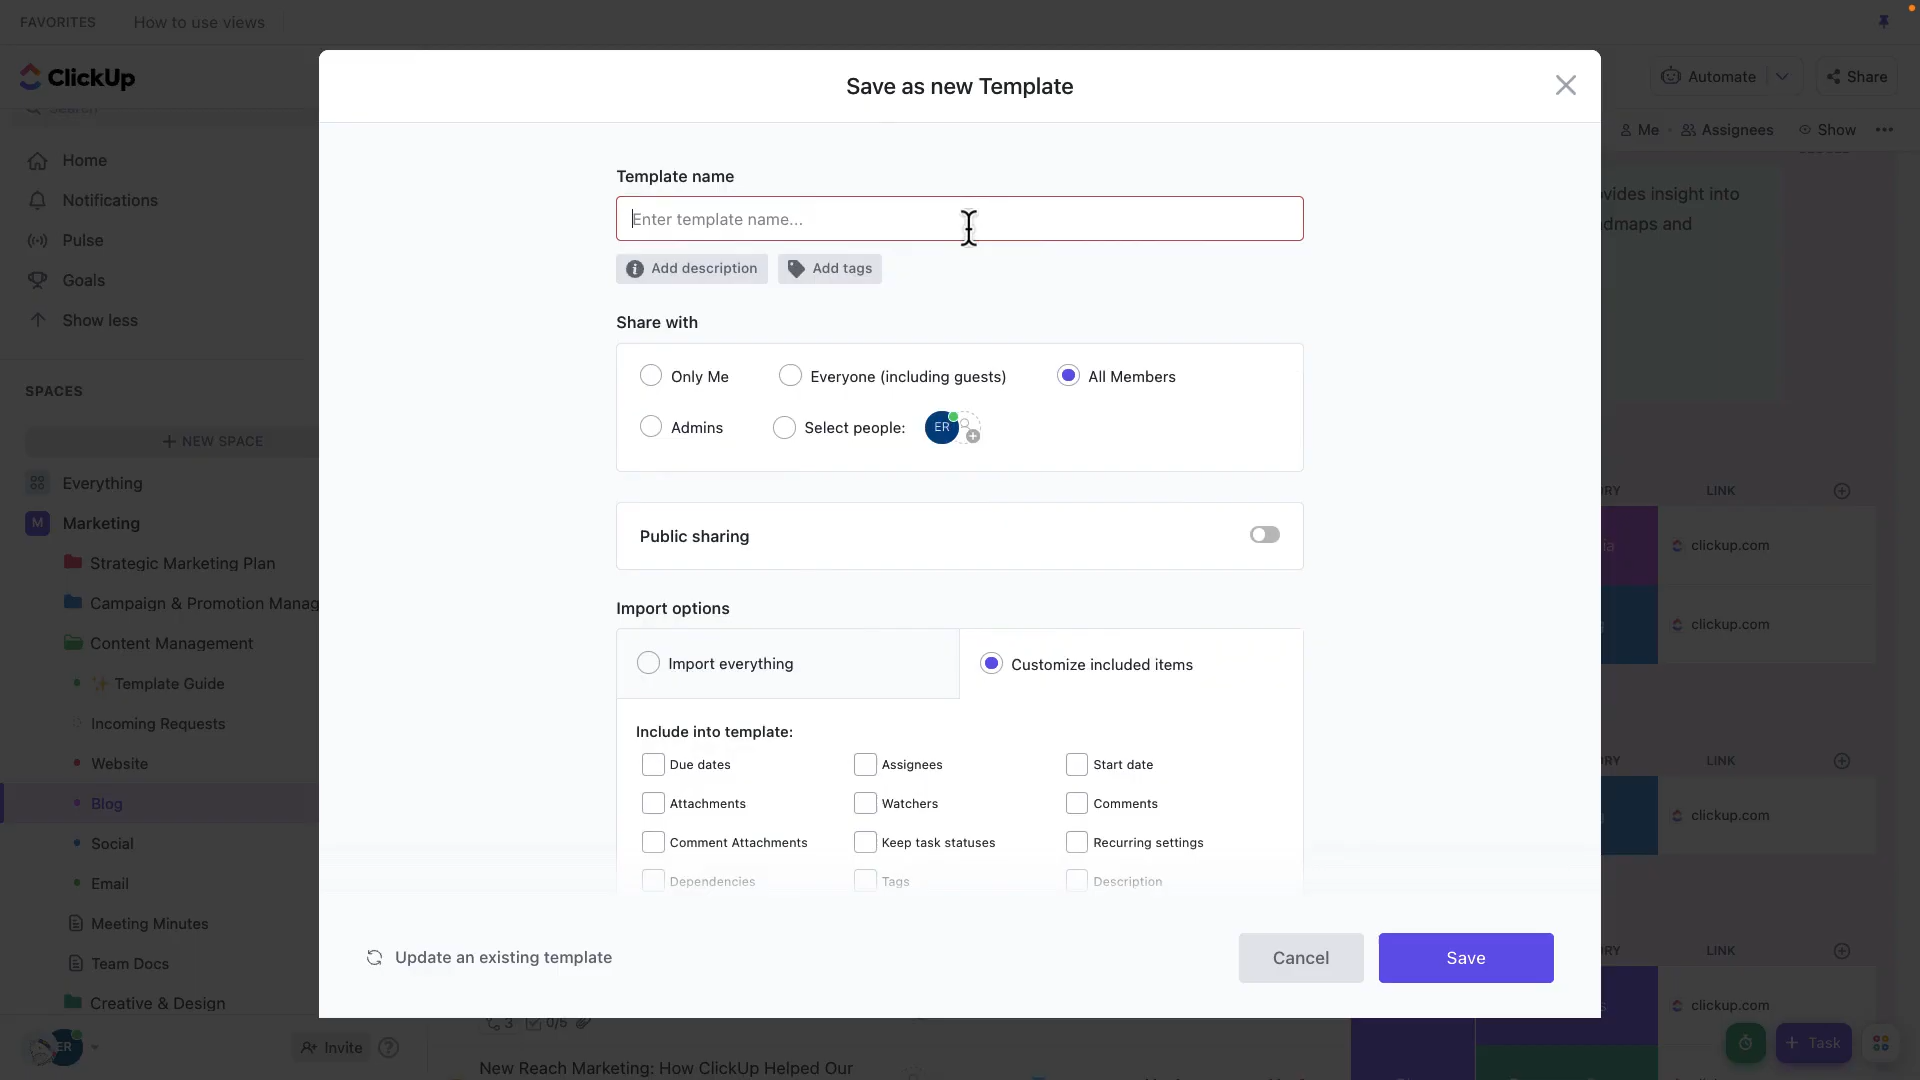 FAVORITES How to use views
ClickUp
Automate Share
Search
Me Assignees Show
Home
Notifications
Pulse
Goals
Show less
SPACES
NEW SPACE
Everything
M Marketing
Strategic Marketing Plan
Campaign & Promotion Manag
Content Management
Template Guide
Incoming Requests
Website
Blog
Social
Email
Meeting Minutes
Team Docs
Creative & Design
ER Invite ?
Save as new Template
Template name
Enter template name...
Add description Add tags
Share with
Only Me Everyone (including guests) All Members
Admins Select people: ER
Public sharing
Import options
Import everything Customize included items
Include into template:
Due dates Assignees Start date
Attachments Watchers Comments
Comment Attachments Keep task statuses Recurring settings
Dependencies Tags Description
Update an existing template Cancel Save
vides insight into
dmaps and
RY LINK
ia clickup.com
g clickup.com
RY LINK
g clickup.com
RY LINK
s clickup.com
3 0/5
New Reach Marketing: How ClickUp Helped Our
+ Task